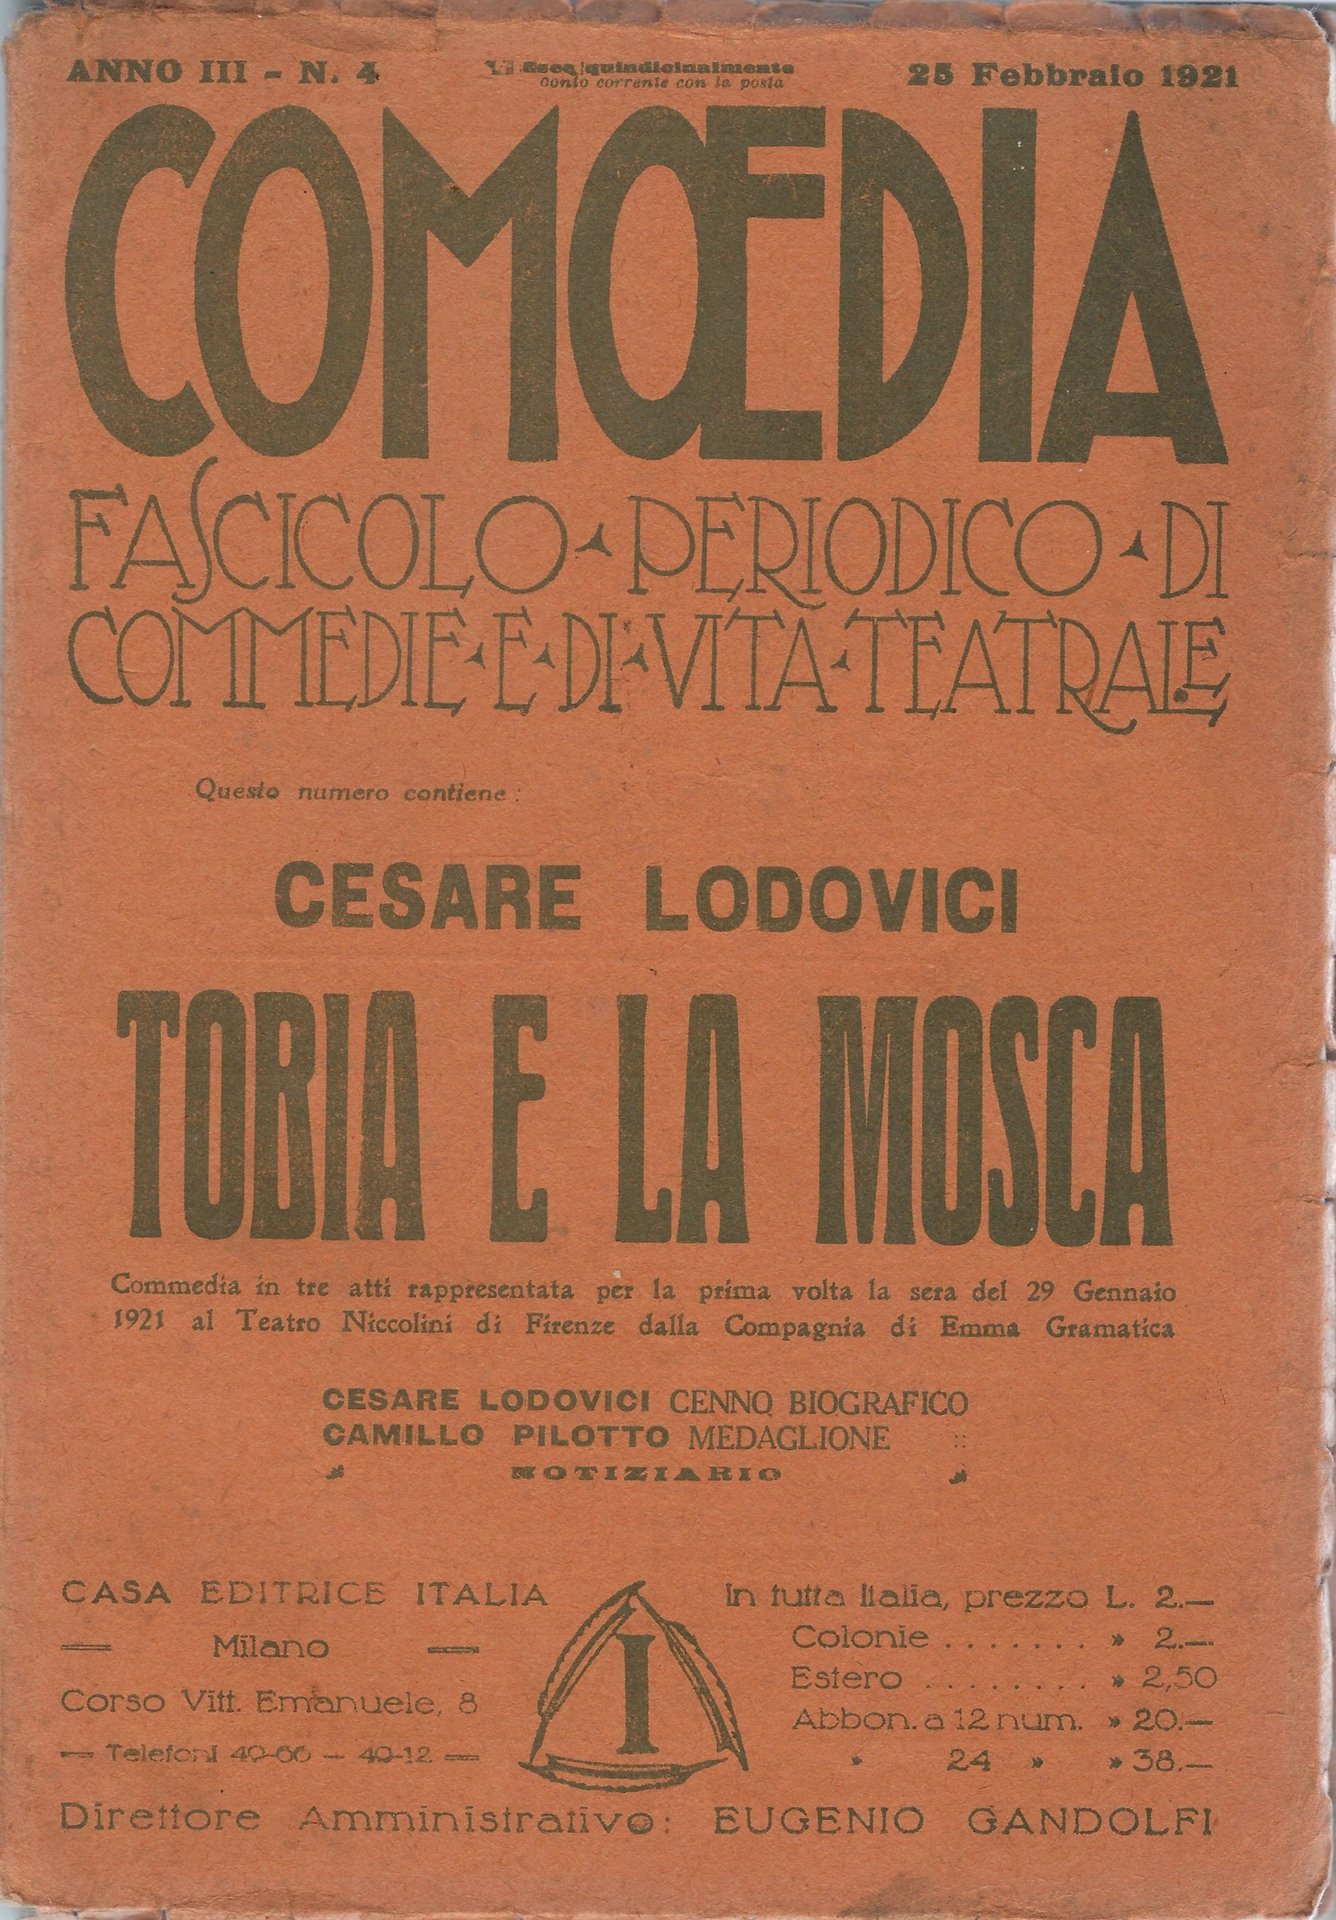 ANNO III - N. 4
Esce quindicinalmente
Conto corrente con la posta
25 Febbraio 1921
COMŒDIA
FASCICOLO PERIODICO DI
COMMEDIE E DI VITA TEATRALE
Questo numero contiene:
CESARE LODOVICI
TOBIA E LA MOSCA
Commedia in tre atti rappresentata per la prima volta la sera del 29 Gennaio
1921 al Teatro Niccolini di Firenze dalla Compagnia di Emma Gramatica
CESARE LODOVICI CENNO BIOGRAFICO
CAMILLO PILOTTO MEDAGLIONE ::
NOTIZIARIO
CASA EDITRICE ITALIA
Milano
Corso Vitt. Emanuele, 8
Telefoni 40-66 — 40-12
I
In tutta Italia, prezzo L. 2.—
Colonie ....... » 2.—
Estero ........ » 2,50
Abbon. a 12 num. » 20.—
» 24 » » 38.—
Direttore Amministrativo: EUGENIO GANDOLFI